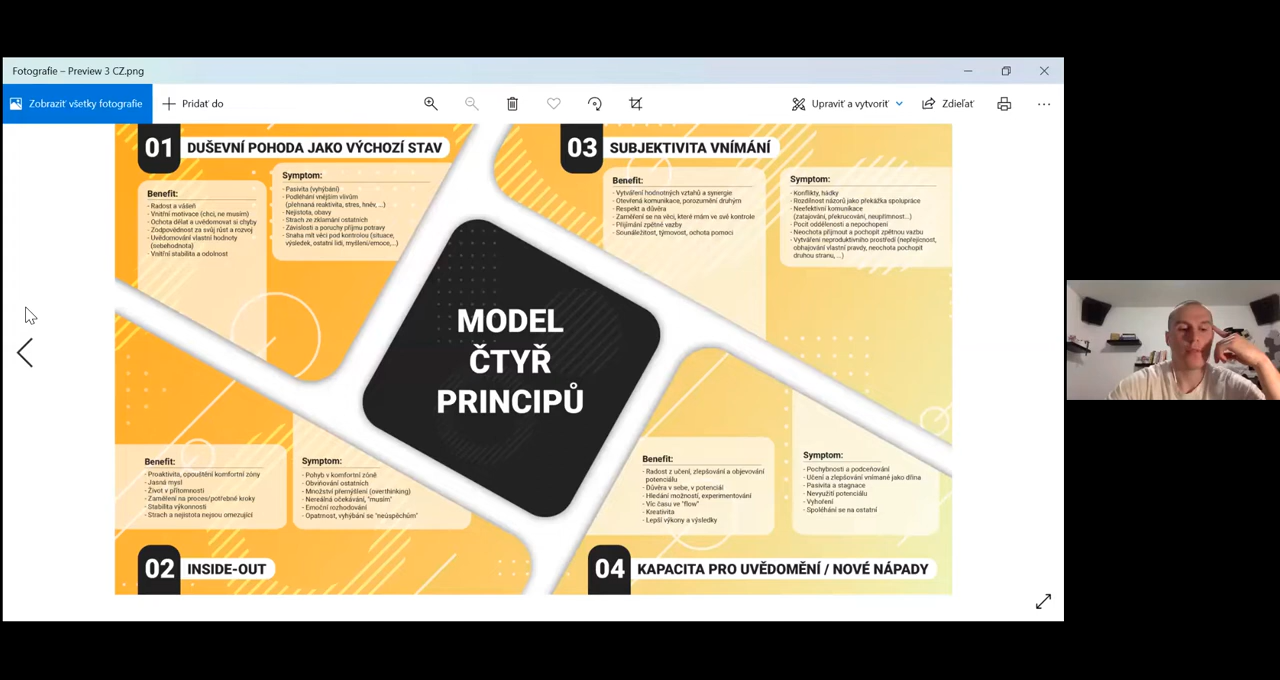 Fotografie – Preview 3 CZ.png
Zobraziť všetky fotografie
Pridať do
Upraviť a vytvoriť
Zdieľať
01 DUŠEVNÍ POHODA JAKO VÝCHOZÍ STAV
Benefit:
- Radost a vášeň
- Vnitřní motivace (chci, ne musím)
- Ochota dělat a uvědomovat si chyby
- Zodpovědnost za svůj růst a rozvoj
- Uvědomování vlastní hodnoty
(sebehodnota)
- Vnitřní stabilita a odolnost
Symptom:
- Pasivita (vyhýbání)
- Podléhání vnějším vlivům
(přehnaná reaktivita, stres, hněv, ...)
- Nejistota, obavy
- Strach ze zklamání ostatních
- Závislosti a poruchy příjmu potravy
- Snaha mít věci pod kontrolou (situace,
výsledek, ostatní lidi, myšlení/emoce,...)
03 SUBJEKTIVITA VNÍMÁNÍ
Benefit:
- Vytváření hodnotných vztahů a synergie
- Otevřená komunikace, porozumění druhým
- Respekt a důvěra
- Zaměření se na věci, které mám ve své kontrole
- Přijímání zpětné vazby
- Sounáležitost, týmovost, ochota pomoci
Symptom:
- Konflikty, hádky
- Rozdílnost názorů jako překážka spolupráce
- Neefektivní komunikace
(zatajování, překrucování, neupřímnost...)
- Pocit oddělenosti a nepochopení
- Neochota přijmout a pochopit zpětnou vazbu
- Vytváření neproduktivního prostředí (nepřejícnost,
obhajování vlastní pravdy, neochota pochopit
druhou stranu, ...)
MODEL
ČTYŘ
PRINCIPŮ
Benefit:
- Proaktivita, opouštění komfortní zóny
- Jasná mysl
- Život v přítomnosti
- Zaměření na proces/potřebné kroky
- Stabilita výkonnosti
- Strach a nejistota nejsou omezující
Symptom:
- Pohyb v komfortní zóně
- Obviňování ostatních
- Množství přemýšlení (overthinking)
- Nereálná očekávání, "musím"
- Emoční rozhodování
- Opatrnost, vyhýbání se "neúspěchům"
02 INSIDE-OUT
Benefit:
- Radost z učení, zlepšování a objevování
potenciálu
- Důvěra v sebe, v potenciál
- Hledání možností, experimentování
- Víc času ve "flow"
- Kreativita
- Lepší výkony a výsledky
Symptom:
- Pochybnosti a podceňování
- Učení a zlepšování vnímané jako dřina
- Pasivita a stagnace
- Nevyužití potenciálu
- Vyhoření
- Spoléhání se na ostatní
04 KAPACITA PRO UVĚDOMĚNÍ / NOVÉ NÁPADY